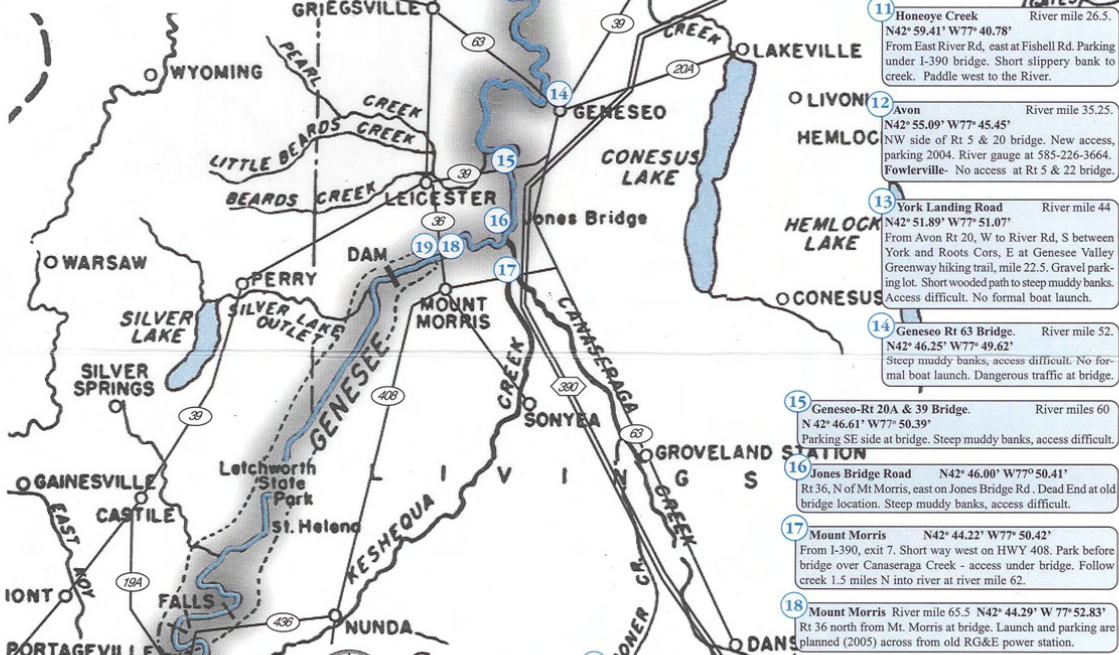 GRIEGSVILLE
39
63
CREEK
LAKEVILLE
20A
WYOMING
PEARL
CREEK
LITTLE BEARDS CREEK
BEARDS CREEK
39
LEICESTER
14
GENESEO
15
CONESUS
LAKE
LIVONI
HEMLOC
36
16
Jones Bridge
HEMLOCK
LAKE
19 18
DAM
17
WARSAW
PERRY
MOUNT
MORRIS
CONESUS
SILVER
LAKE
SILVER LAKE
OUTLET
CANASERAGA
CREEK
GENESEE
SILVER
SPRINGS
39
408
390
CREEK
SONYEA
63
GROVELAND STATION
L I V I N G S
Letchworth
State
Park
GAINESVILLE
CASTILE
St. Helena
KESHEQUA
EAST
KOY
19A
IONT
FALLS
436
NUNDA
PORTAGEVILLE
ONER CR.
DANS
11
Honeoye Creek River mile 26.5.
N42° 59.41' W77° 40.78'
From East River Rd, east at Fishell Rd. Parking
under I-390 bridge. Short slippery bank to
creek. Paddle west to the River.
12
Avon River mile 35.25.
N42° 55.09' W77° 45.45'
NW side of Rt 5 & 20 bridge. New access,
parking 2004. River gauge at 585-226-3664.
Fowlerville- No access at Rt 5 & 22 bridge.
13
York Landing Road River mile 44
N42° 51.89' W77° 51.07'
From Avon Rt 20, W to River Rd, S between
York and Roots Cors, E at Genesee Valley
Greenway hiking trail, mile 22.5. Gravel park-
ing lot. Short wooded path to steep muddy banks.
Access difficult. No formal boat launch.
14
Geneseo Rt 63 Bridge. River mile 52.
N42° 46.25' W77° 49.62'
Steep muddy banks, access difficult. No for-
mal boat launch. Dangerous traffic at bridge.
15
Geneseo-Rt 20A & 39 Bridge. River miles 60
N 42° 46.61' W77° 50.39'
Parking SE side at bridge. Steep muddy banks, access difficult.
16
Jones Bridge Road N42° 46.00' W77° 50.41'
Rt 36, N of Mt Morris, east on Jones Bridge Rd. Dead End at old
bridge location. Steep muddy banks, access difficult.
17
Mount Morris N42° 44.22' W77° 50.42'
From I-390, exit 7. Short way west on HWY 408. Park before
bridge over Canaseraga Creek - access under bridge. Follow
creek 1.5 miles N into river at river mile 62.
18
Mount Morris River mile 65.5 N42° 44.29' W 77° 52.83'
Rt 36 north from Mt. Morris at bridge. Launch and parking are
planned (2005) across from old RG&E power station.